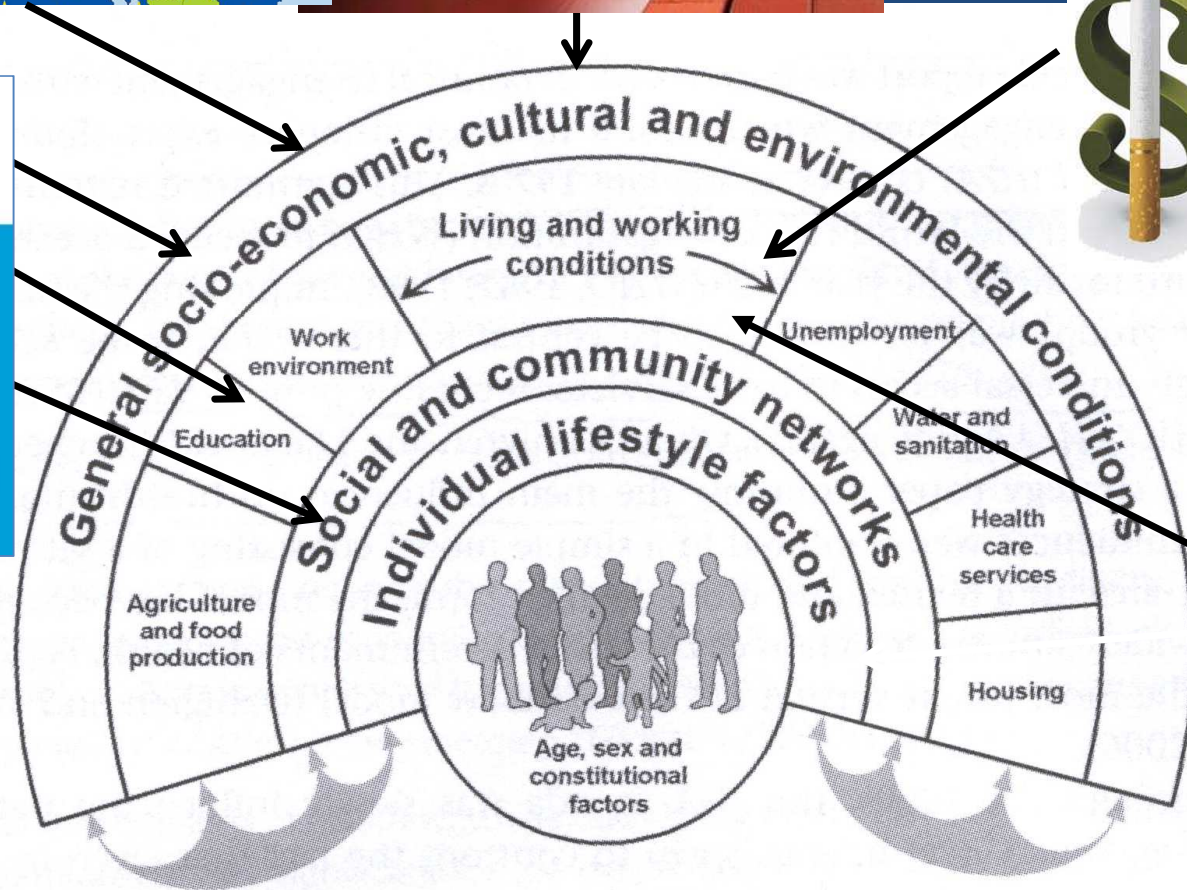 General socio-economic, cultural and environmental conditions
Living and working
conditions
Work
environment
Unemployment
Education
Water and
sanitation
Social and community networks
Health
care
services
Individual lifestyle factors
Agriculture
and food
production
Housing
Age, sex and
constitutional
factors